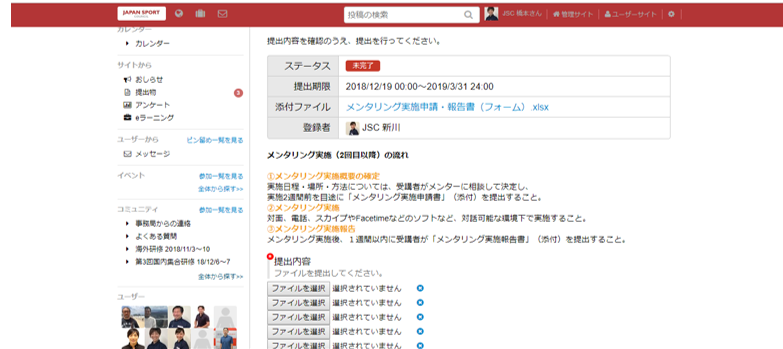 JAPAN SPORT
投稿の検索
JSC 橋本さん
管理サイト
ユーザーサイト
カレンダー
カレンダー
サイトから
おしらせ
提出物 3
アンケート
eラーニング
ユーザーから ピン留め一覧を見る
メッセージ
イベント 参加一覧を見る
全体から探す>>
コミュニティ 参加一覧を見る
事務局からの連絡
よくある質問
海外研修 2018/11/3～10
第3回国内集合研修 18/12/6～7
全体から探す>>
ユーザー
提出内容を確認のうえ、提出を行ってください。
ステータス 未完了
提出期限 2018/12/19 00:00～2019/3/31 24:00
添付ファイル メンタリング実施申請・報告書（フォーム）.xlsx
登録者 JSC 新川
メンタリング実施（2回目以降）の流れ
①メンタリング実施概要の確定
実施日程・場所・方法については、受講者がメンターに相談して決定し、
実施2週間前を目途に「メンタリング実施申請書」（添付）を提出すること。
②メンタリング実施
対面、電話、スカイプやFacetimeなどのソフトなど、対話可能な環境下で実施すること。
③メンタリング実施報告
メンタリング実施後、１週間以内に受講者が「メンタリング実施報告書」（添付）を提出すること。
提出内容
ファイルを提出してください。
ファイルを選択 選択されていません
ファイルを選択 選択されていません
ファイルを選択 選択されていません
ファイルを選択 選択されていません
ファイルを選択 選択されていません